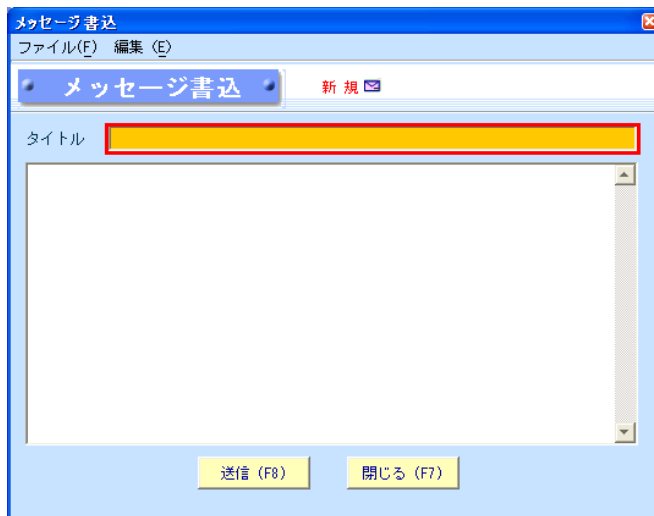 メッセージ書込
ファイル(F) 編集 (E)
メッセージ書込 新 規
タイトル
送信 (F8) 閉じる (F7)